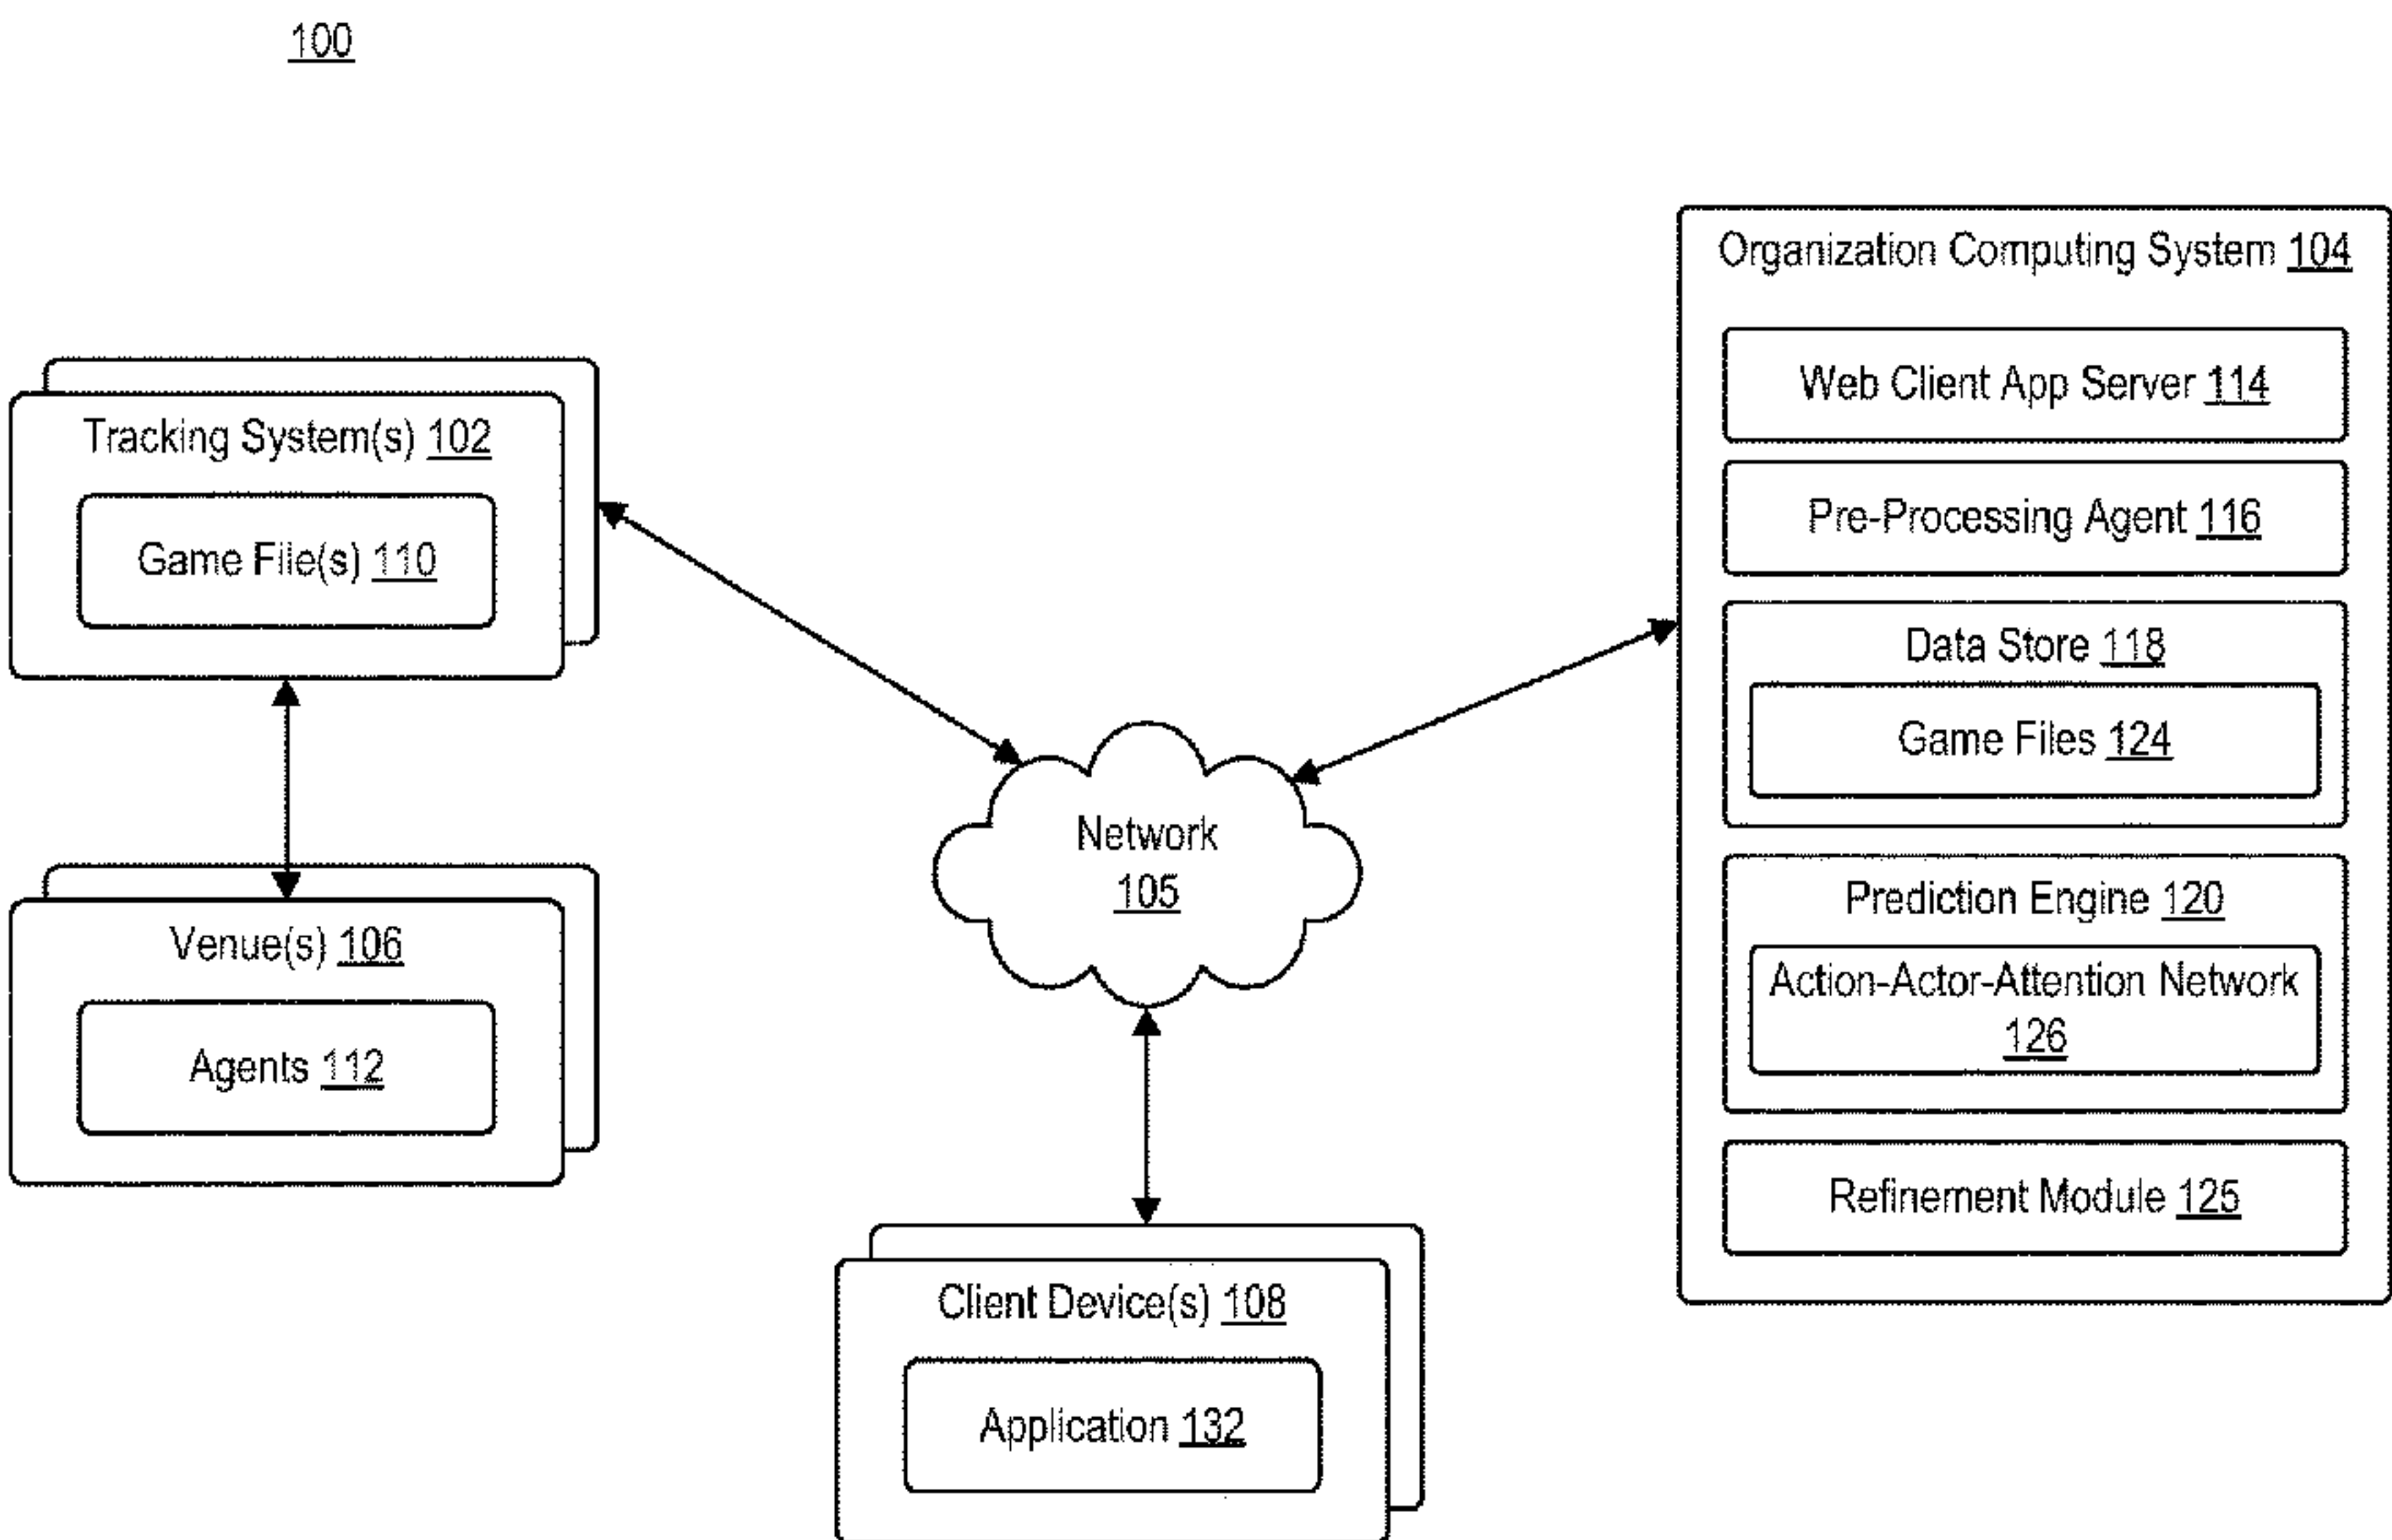 100
Tracking System(s) 102
Game File(s) 110
Venue(s) 106
Agents 112
Network
105
Client Device(s) 108
Application 132
Organization Computing System 104
Web Client App Server 114
Pre-Processing Agent 116
Data Store 118
Game Files 124
Prediction Engine 120
Action-Actor-Attention Network
126
Refinement Module 125